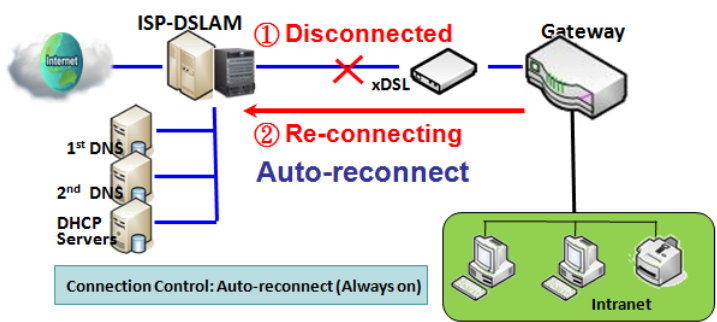 ISP-DSLAM
① Disconnected
Gateway
Internet
xDSL
② Re-connecting
1st DNS
Auto-reconnect
2nd DNS
DHCP
Servers
Connection Control: Auto-reconnect (Always on)
Intranet